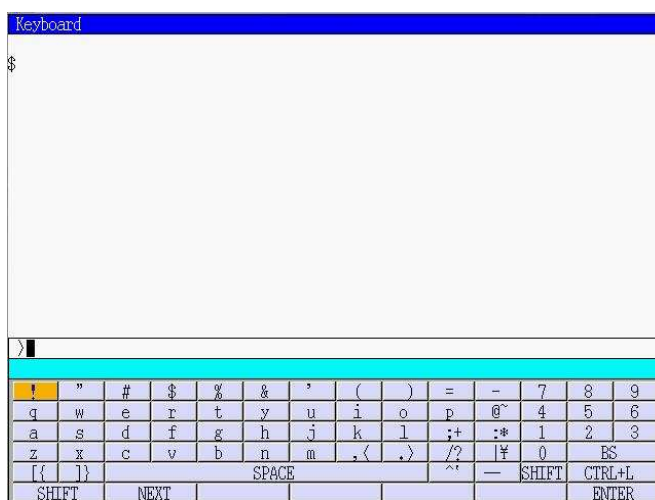 Keyboard
$
>
! " # $ % & ' ( ) = - 7 8 9
q w e r t y u i o p @~ 4 5 6
a s d f g h j k l ;+ :* 1 2 3
z x c v b n m ,< .> /? |¥ 0 BS
[{ ]} SPACE ^' — SHIFT CTRL+L
SHIFT NEXT ENTER